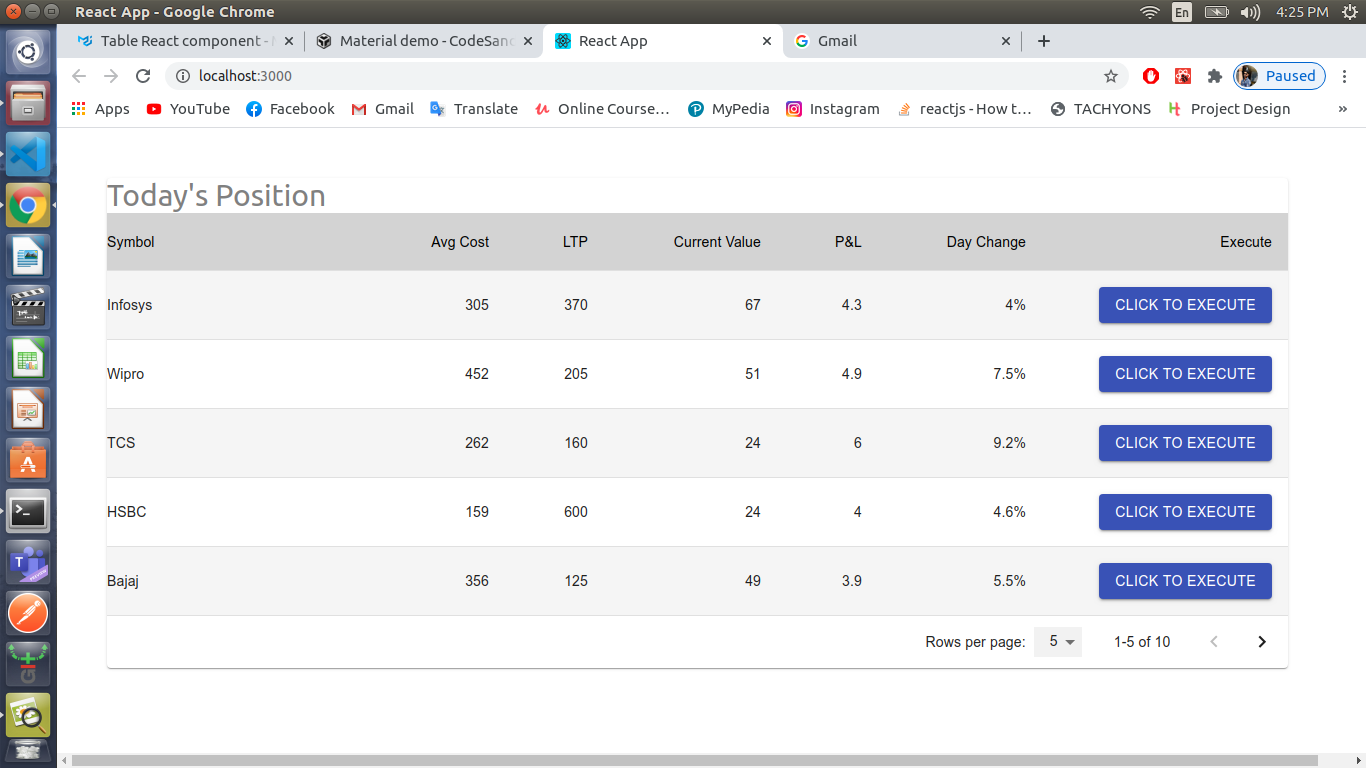 React App - Google Chrome
En
4:25 PM
Table React component -
Material demo - CodeSan
React App
Gmail
localhost:3000
Paused
Apps
YouTube
Facebook
Gmail
Translate
Online Course...
MyPedia
Instagram
reactjs - How t...
TACHYONS
Project Design
»
Today's Position
Symbol Avg Cost LTP Current Value P&L Day Change Execute
Infosys 305 370 67 4.3 4% CLICK TO EXECUTE
Wipro 452 205 51 4.9 7.5% CLICK TO EXECUTE
TCS 262 160 24 6 9.2% CLICK TO EXECUTE
HSBC 159 600 24 4 4.6% CLICK TO EXECUTE
Bajaj 356 125 49 3.9 5.5% CLICK TO EXECUTE
Rows per page: 5 1-5 of 10